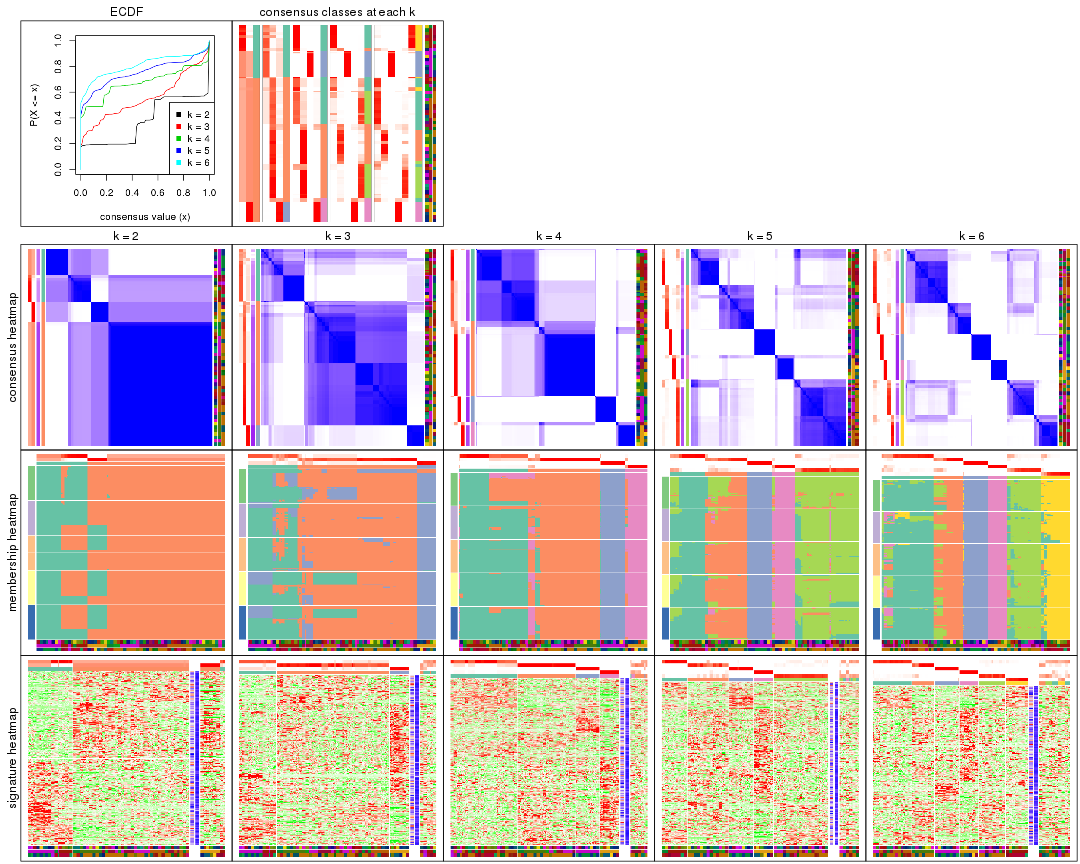 ECDF
consensus classes at each k
P(X <= x)
1.0
0.8
0.6
0.4
0.2
0.0
k = 2
k = 3
k = 4
k = 5
k = 6
0.0 0.2 0.4 0.6 0.8 1.0
consensus value (x)
k = 2 k = 3 k = 4 k = 5 k = 6
consensus heatmap
membership heatmap
signature heatmap